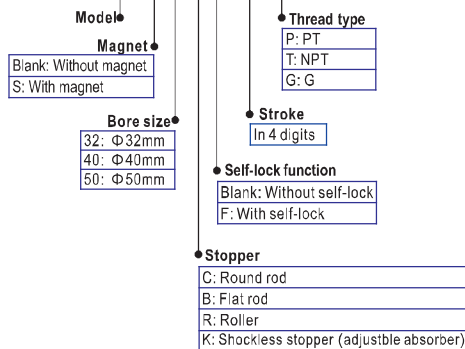 Model
Thread type
P: PT
T: NPT
G: G
Magnet
Blank: Without magnet
S: With magnet
Stroke
In 4 digits
Bore size
32: Φ32mm
40: Φ40mm
50: Φ50mm
Self-lock function
Blank: Without self-lock
F: With self-lock
Stopper
C: Round rod
B: Flat rod
R: Roller
K: Shockless stopper (adjustble absorber)